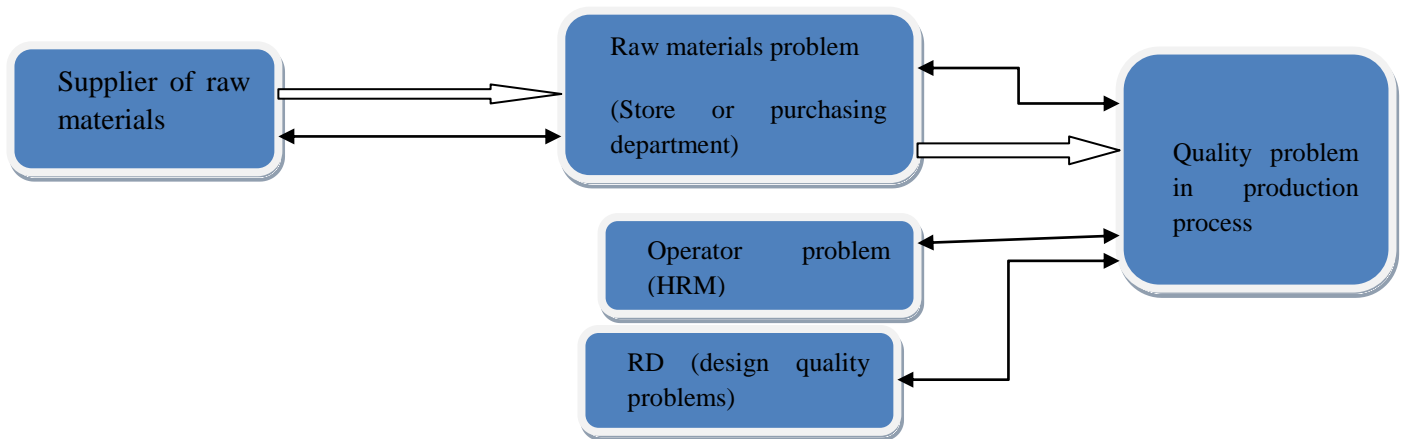 Supplier of raw
materials
Raw materials problem
(Store or purchasing
department)
Quality problem
in production
process
Operator problem
(HRM)
RD (design quality
problems)